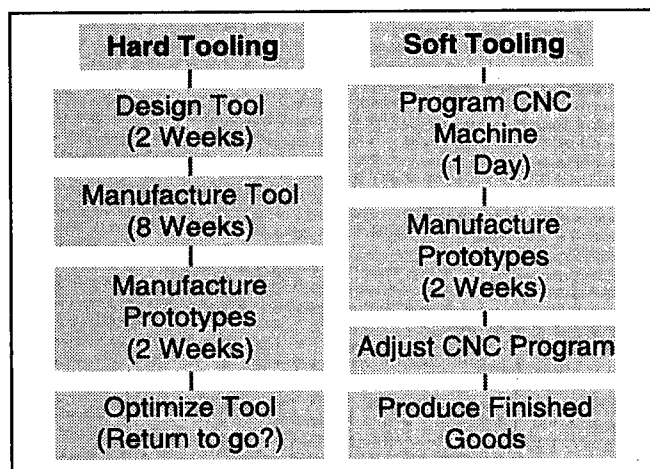 Hard Tooling
Design Tool
(2 Weeks)
Manufacture Tool
(8 Weeks)
Manufacture
Prototypes
(2 Weeks)
Optimize Tool
(Return to go?)
Soft Tooling
Program CNC
Machine
(1 Day)
Manufacture
Prototypes
(2 Weeks)
Adjust CNC Program
Produce Finished
Goods